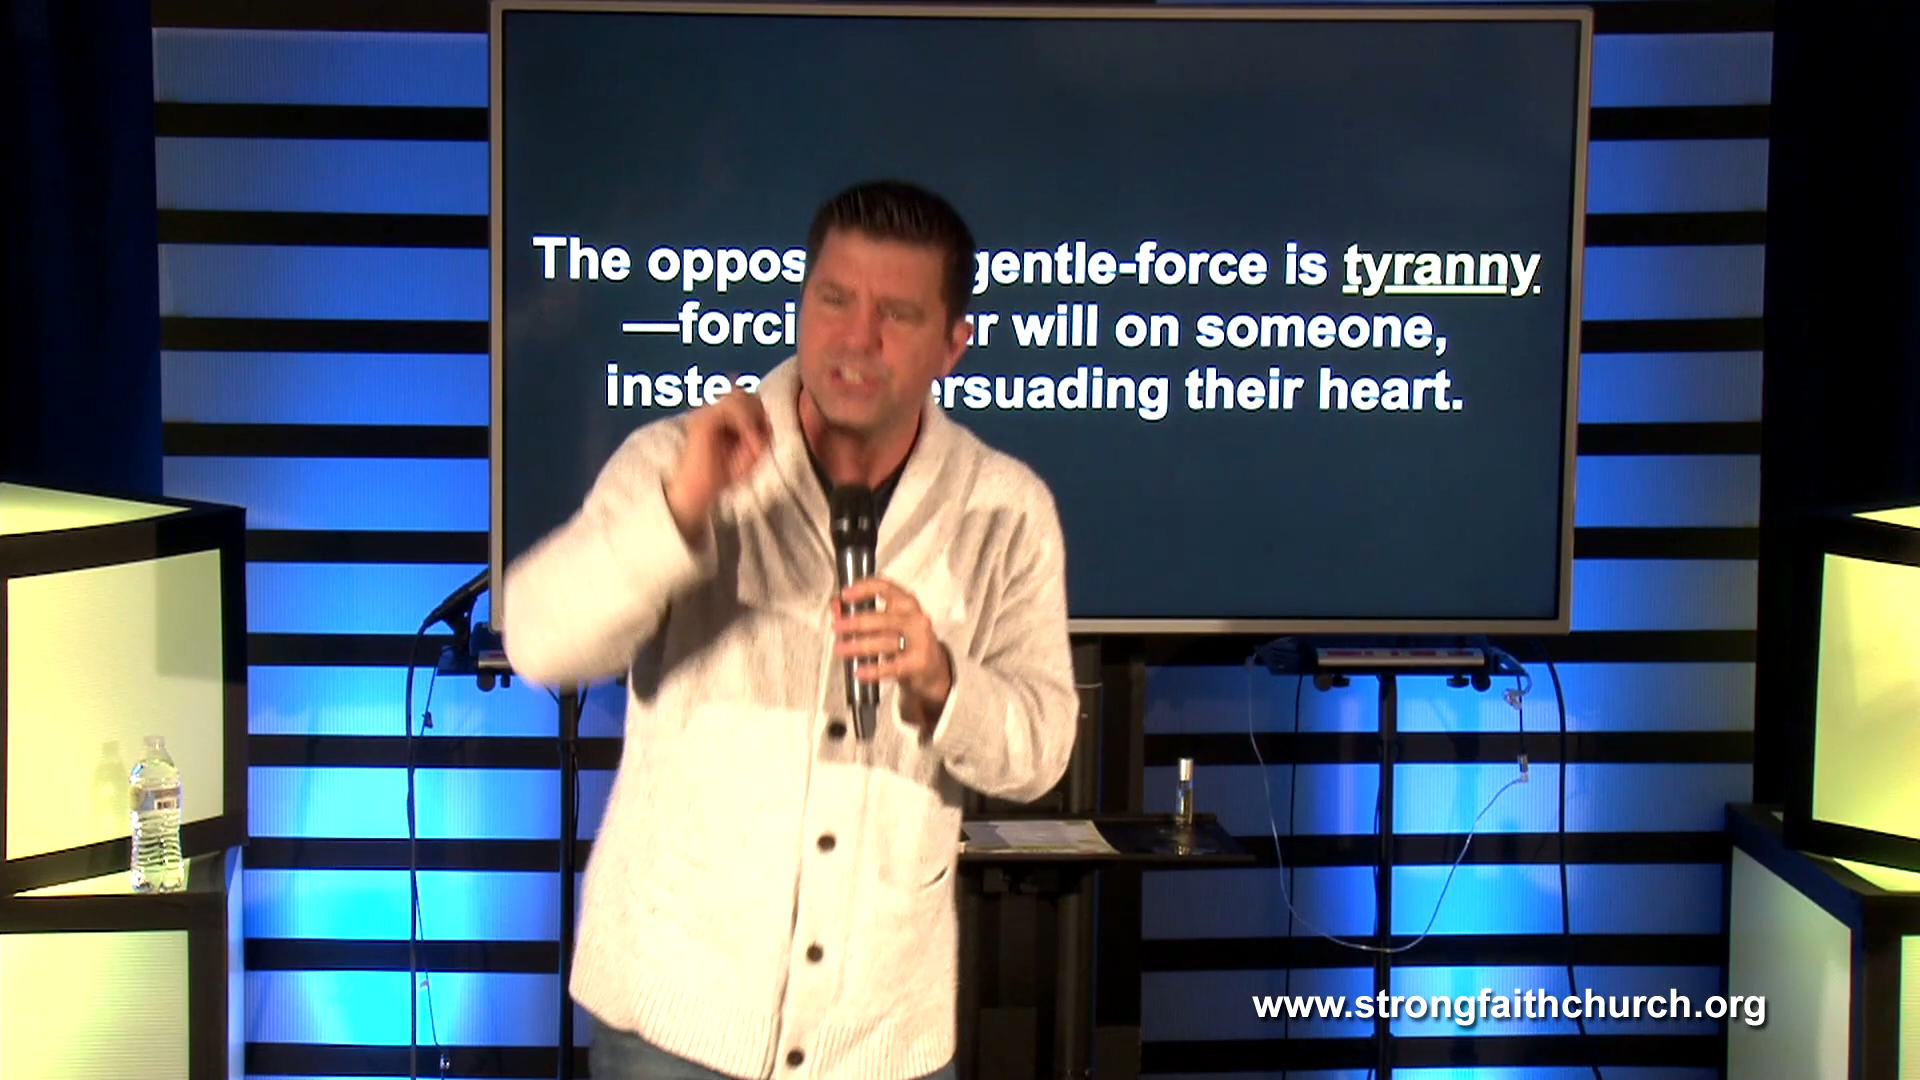 The oppos gentle-force is tyranny
—forci r will on someone,
instea ersuading their heart.
www.strongfaithchurch.org